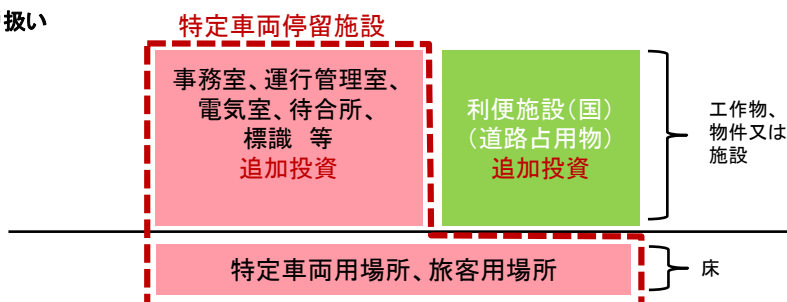 扱い
特定車両停留施設
事務室、運行管理室、
電気室、待合所、
標識 等
追加投資
利便施設(国)
(道路占用物)
追加投資
工作物、
物件又は
施設
特定車両用場所、旅客用場所
床